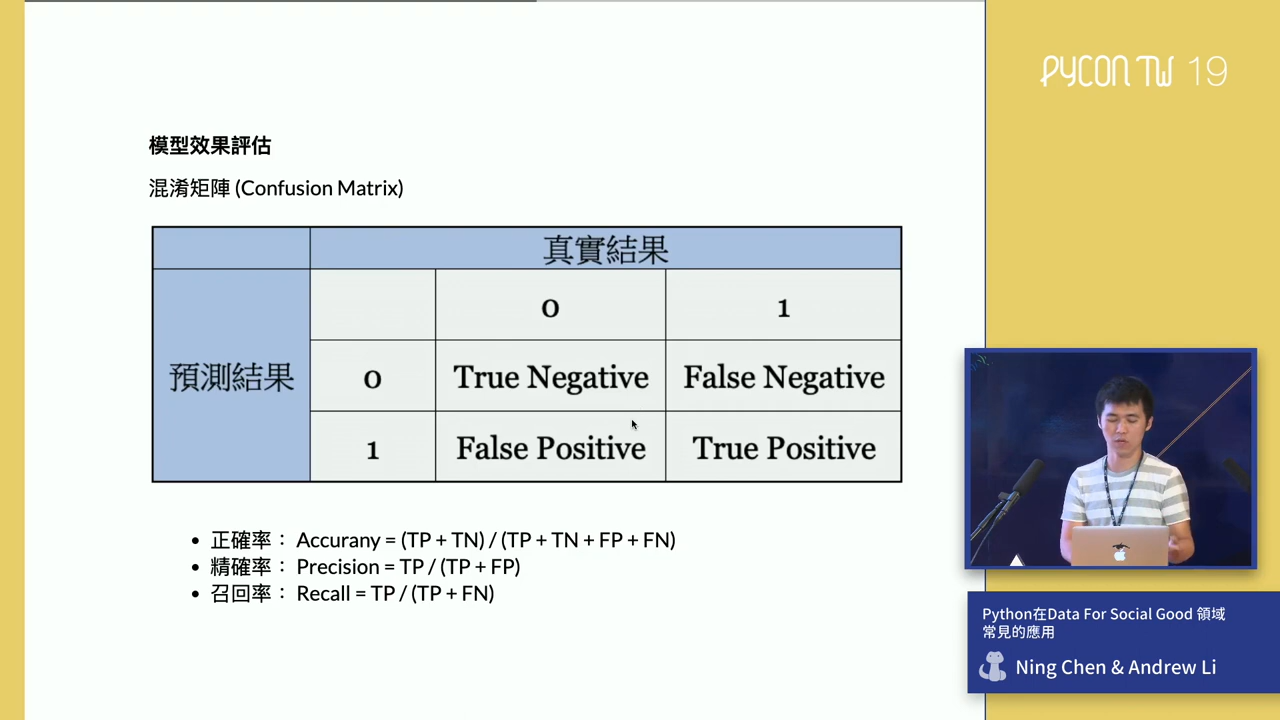 模型效果評估
混淆矩陣 (Confusion Matrix)
真實結果
0 1
預測結果
0 True Negative False Negative
1 False Positive True Positive
正確率： Accurany = (TP + TN) / (TP + TN + FP + FN)
精確率： Precision = TP / (TP + FP)
召回率： Recall = TP / (TP + FN)
PYCON TW 19
Python在Data For Social Good 領域
常見的應用
Ning Chen & Andrew Li